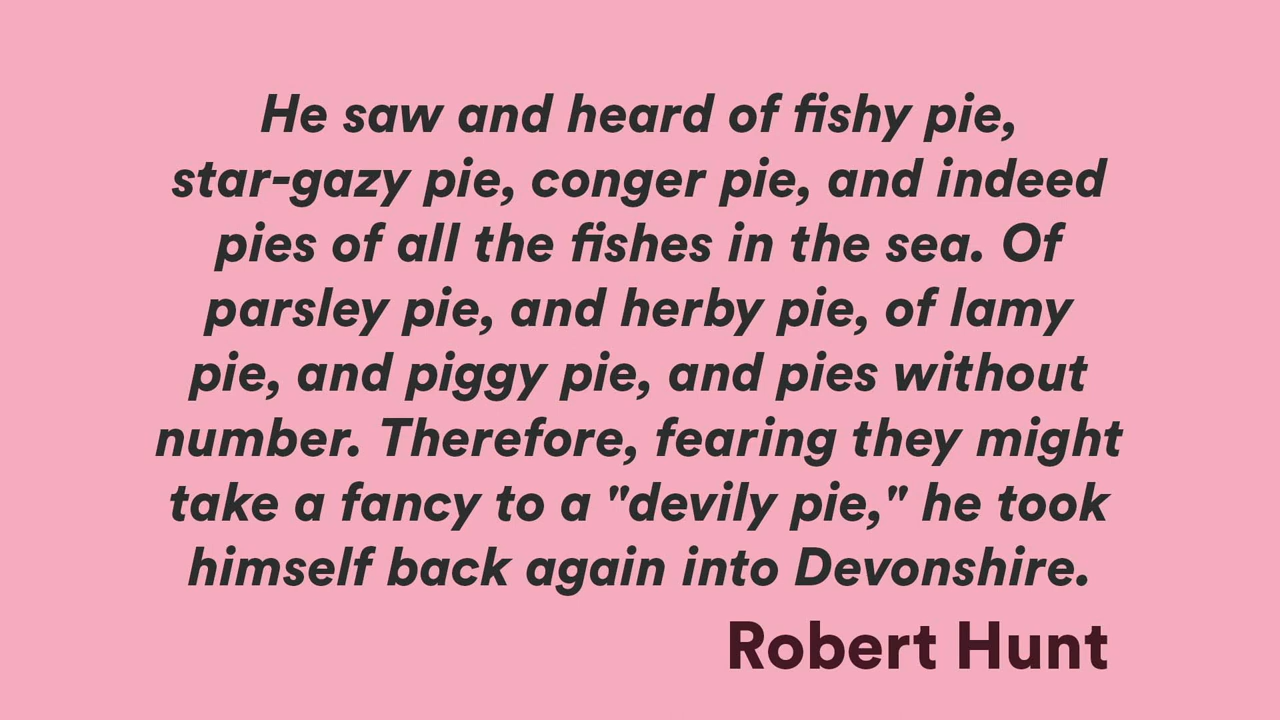 He saw and heard of fishy pie,
star-gazy pie, conger pie, and indeed
pies of all the fishes in the sea. Of
parsley pie, and herby pie, of lamy
pie, and piggy pie, and pies without
number. Therefore, fearing they might
take a fancy to a "devily pie," he took
himself back again into Devonshire.
Robert Hunt